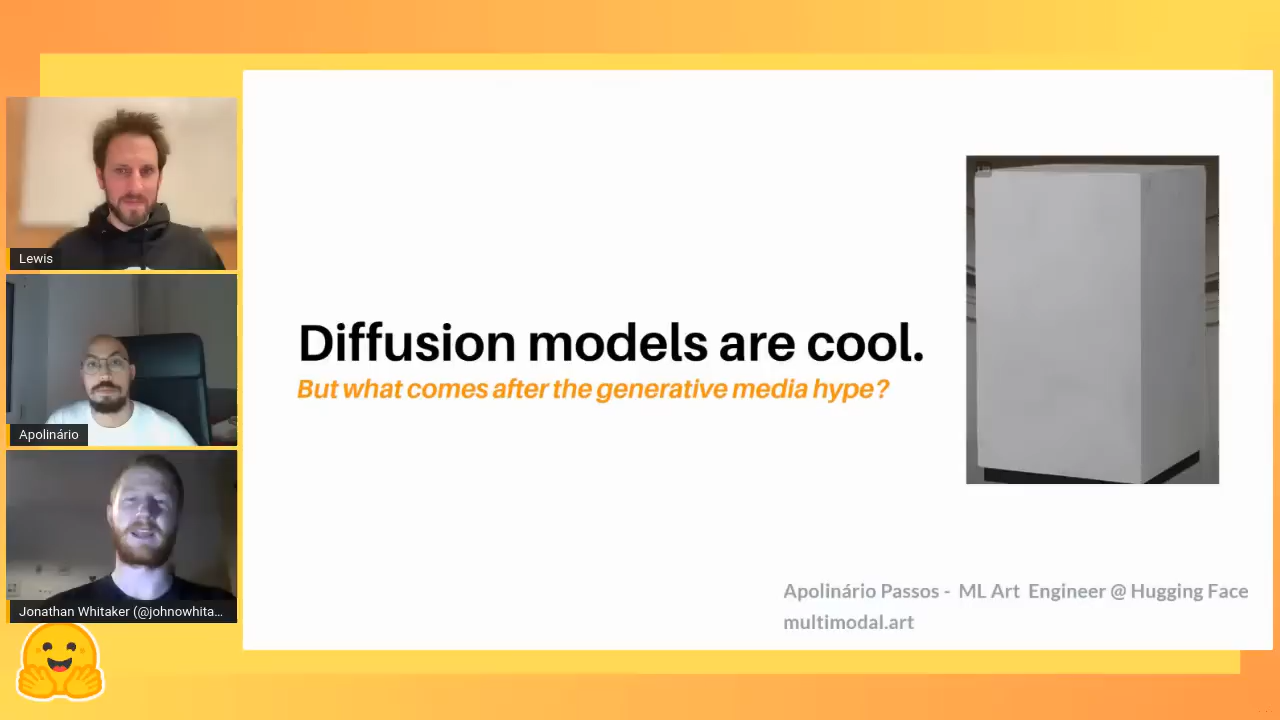 Lewis
Apolinário
Jonathan Whitaker (@johnowhita…
Diffusion models are cool.
But what comes after the generative media hype?
Apolinário Passos - ML Art Engineer @ Hugging Face
multimodal.art